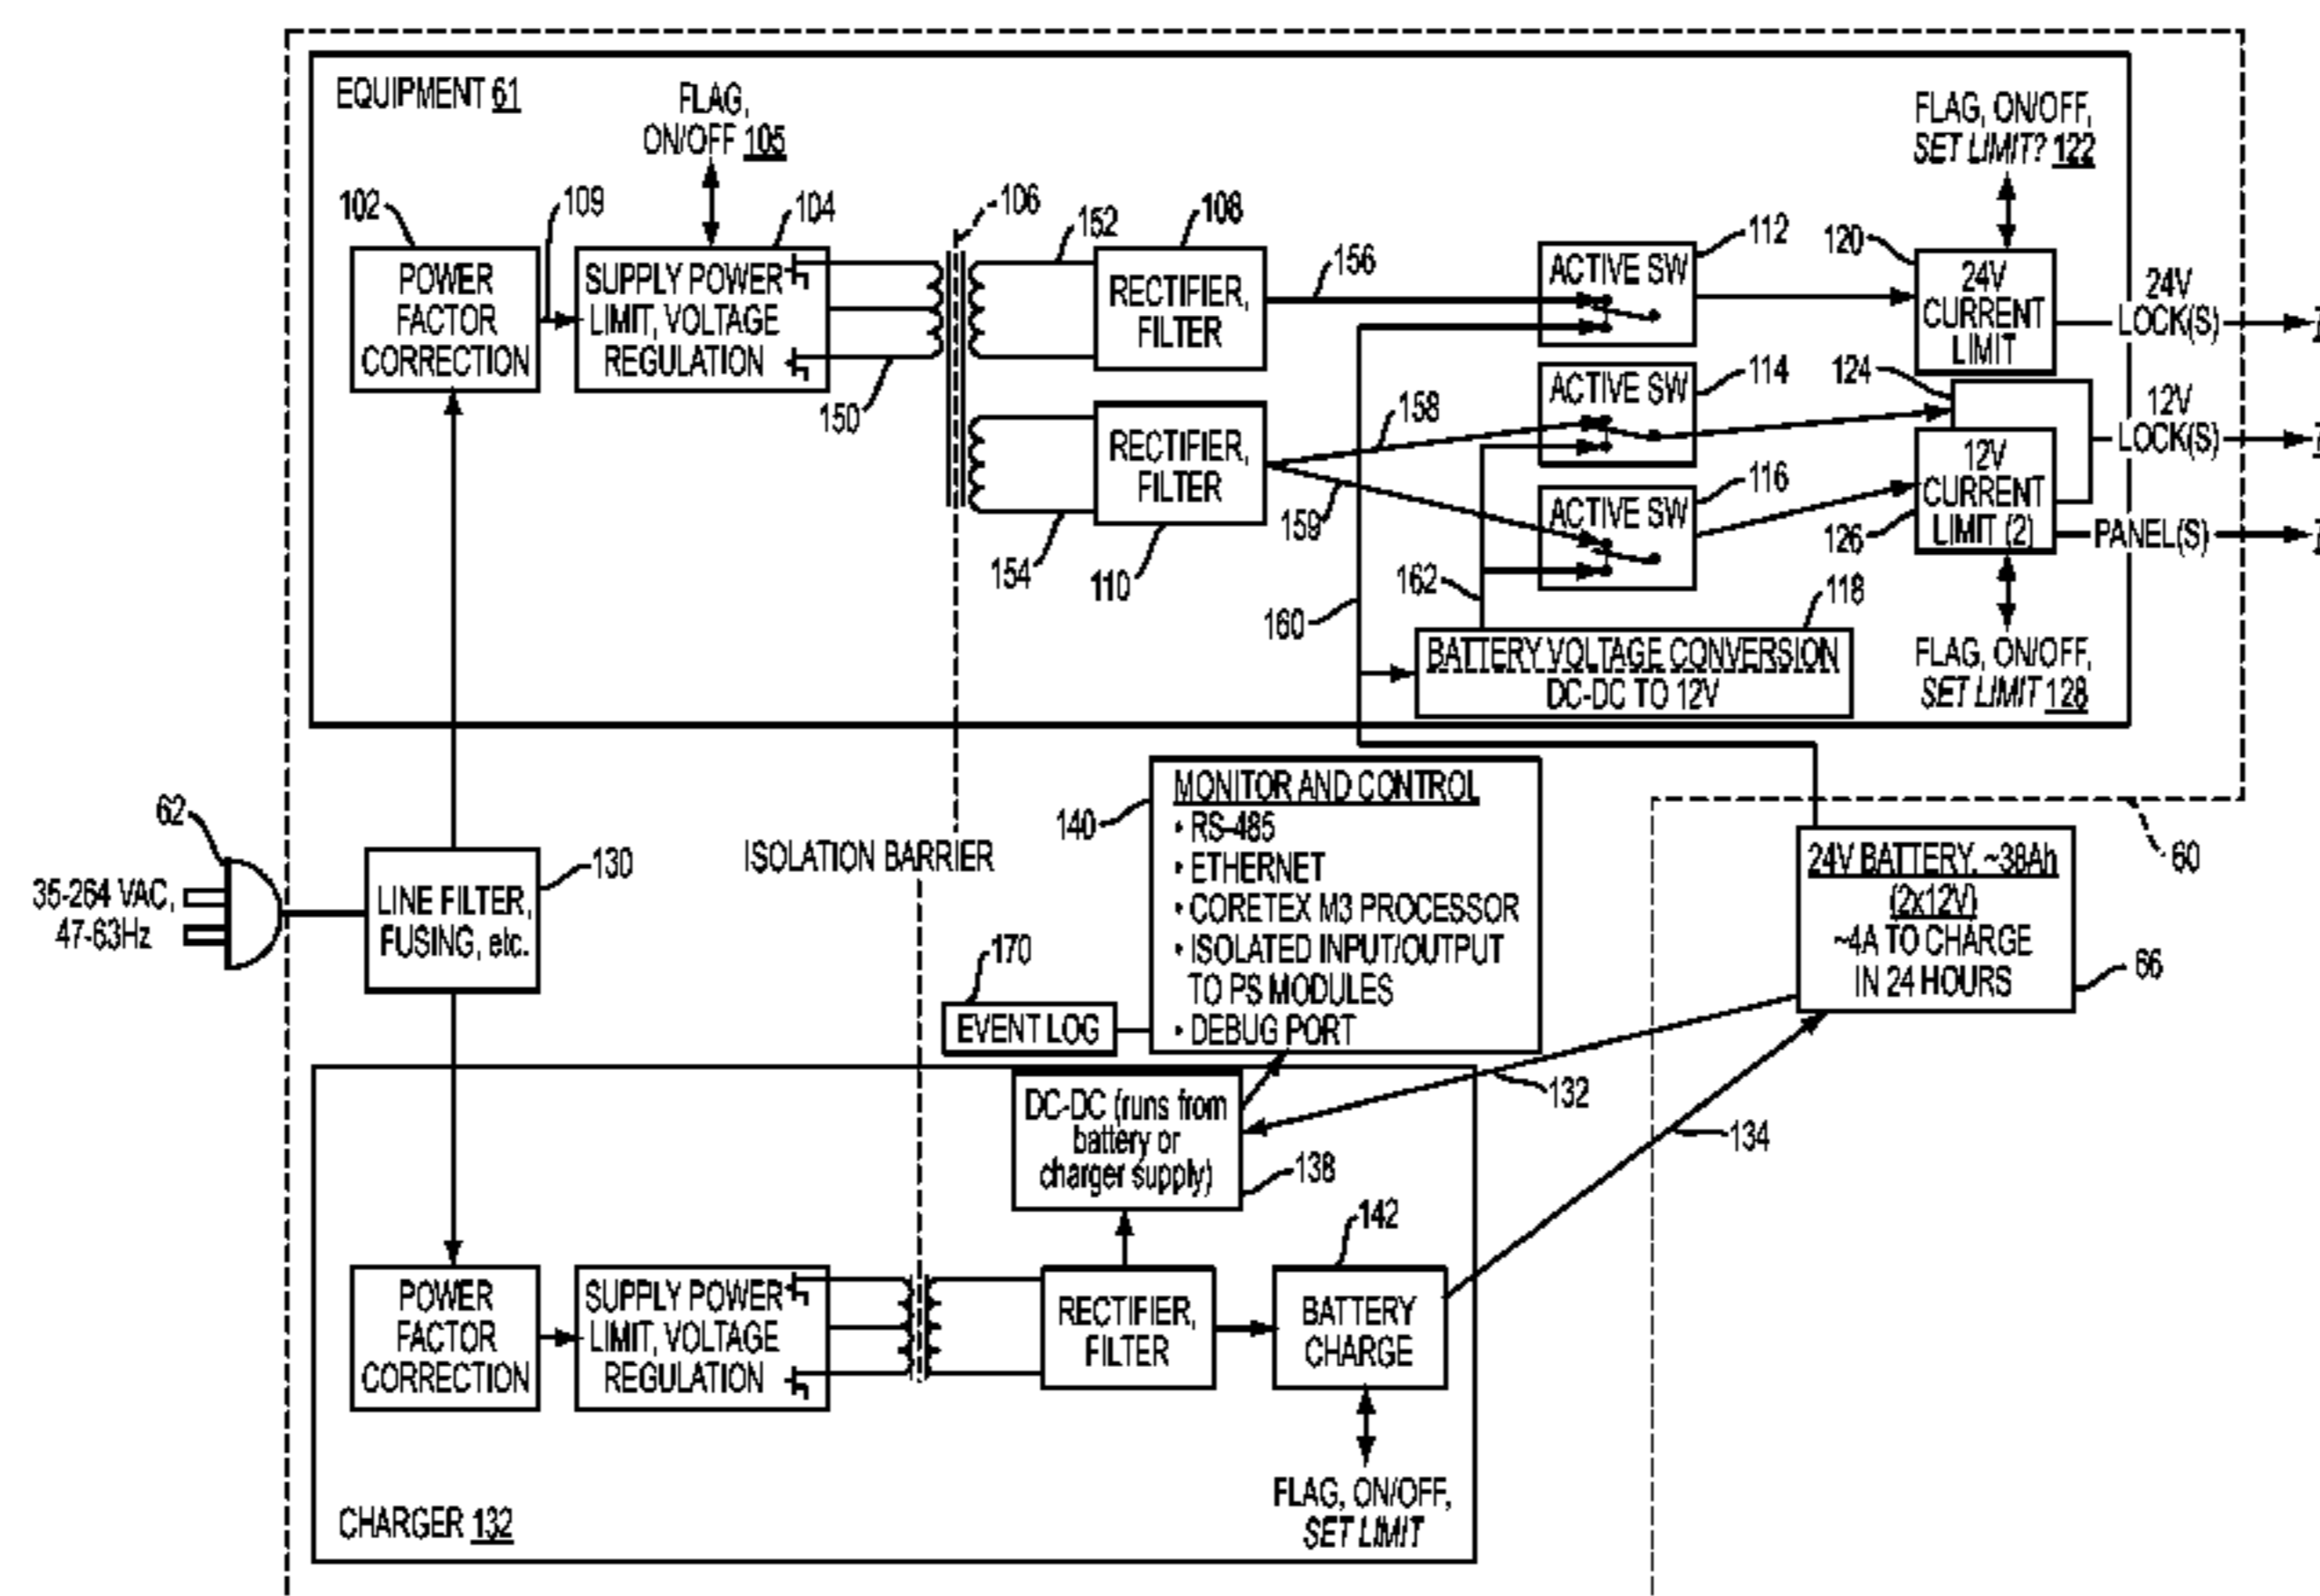 EQUIPMENT 61
FLAG,
ON/OFF 105
FLAG, ON/OFF,
SET LIMIT? 122
102
109
104
106
152
108
156
112
120
POWER
FACTOR
CORRECTION
SUPPLY POWER
LIMIT, VOLTAGE
REGULATION
150
RECTIFIER,
FILTER
ACTIVE SW
24V
CURRENT
LIMIT
24V
LOCK(S)
158
ACTIVE SW
114
124
12V
LOCK(S)
RECTIFIER,
FILTER
154
110
159
ACTIVE SW
116
126
12V
CURRENT
LIMIT (2)
PANEL(S)
160
162
118
BATTERY VOLTAGE CONVERSION
DC-DC TO 12V
FLAG, ON/OFF,
SET LIMIT 128
62
35-264 VAC,
47-63Hz
LINE FILTER,
FUSING, etc.
130
ISOLATION BARRIER
140
MONITOR AND CONTROL
• RS-485
• ETHERNET
• CORETEX M3 PROCESSOR
• ISOLATED INPUT/OUTPUT
TO PS MODULES
• DEBUG PORT
170
EVENT LOG
60
24V BATTERY, ~38Ah
(2x12V)
~4A TO CHARGE
IN 24 HOURS
66
132
134
DC-DC (runs from
battery or
charger supply)
138
142
POWER
FACTOR
CORRECTION
SUPPLY POWER
LIMIT, VOLTAGE
REGULATION
RECTIFIER,
FILTER
BATTERY
CHARGE
FLAG, ON/OFF,
SET LIMIT
CHARGER 132